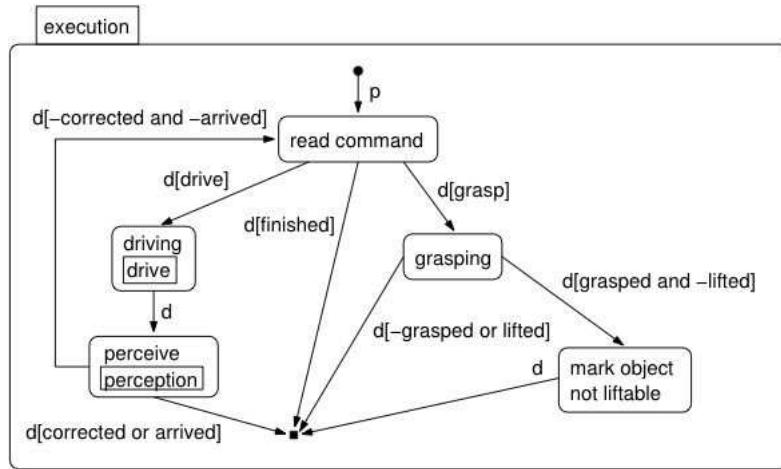 execution
p
d[−corrected and −arrived]
read command
d[drive]
d[grasp]
d[finished]
driving
drive
grasping
d[grasped and −lifted]
d
d[−grasped or lifted]
perceive
perception
d
mark object
not liftable
d[corrected or arrived]